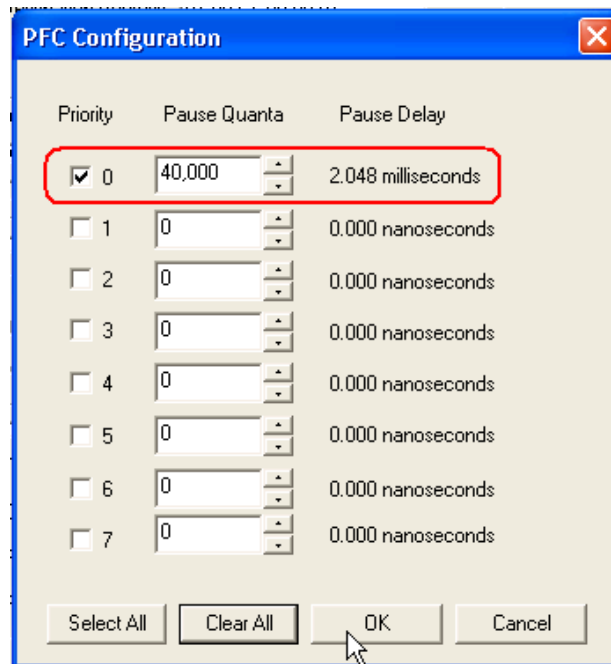 PFC Configuration
Priority Pause Quanta Pause Delay
0 40,000 2.048 milliseconds
1 0 0.000 nanoseconds
2 0 0.000 nanoseconds
3 0 0.000 nanoseconds
4 0 0.000 nanoseconds
5 0 0.000 nanoseconds
6 0 0.000 nanoseconds
7 0 0.000 nanoseconds
Select All Clear All OK Cancel